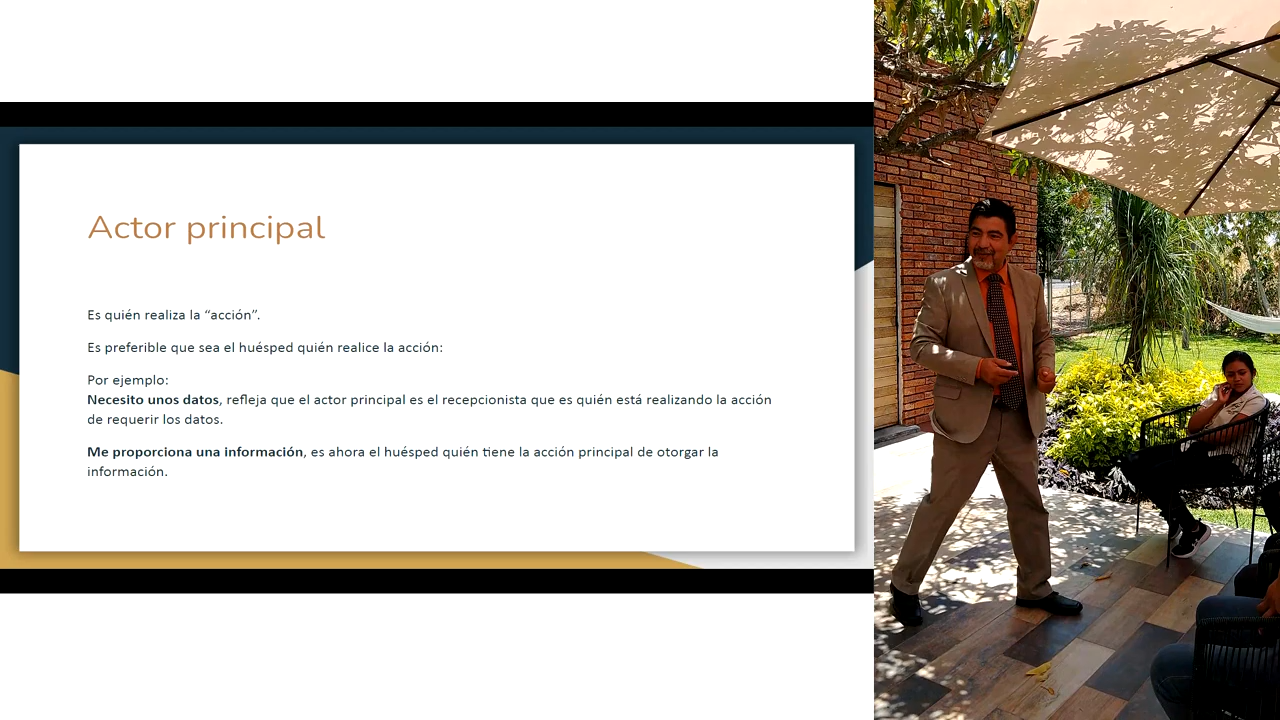 Actor principal
Es quién realiza la “acción”.
Es preferible que sea el huésped quién realice la acción:
Por ejemplo:
Necesito unos datos, refleja que el actor principal es el recepcionista que es quién está realizando la acción
de requerir los datos.
Me proporciona una información, es ahora el huésped quién tiene la acción principal de otorgar la
información.